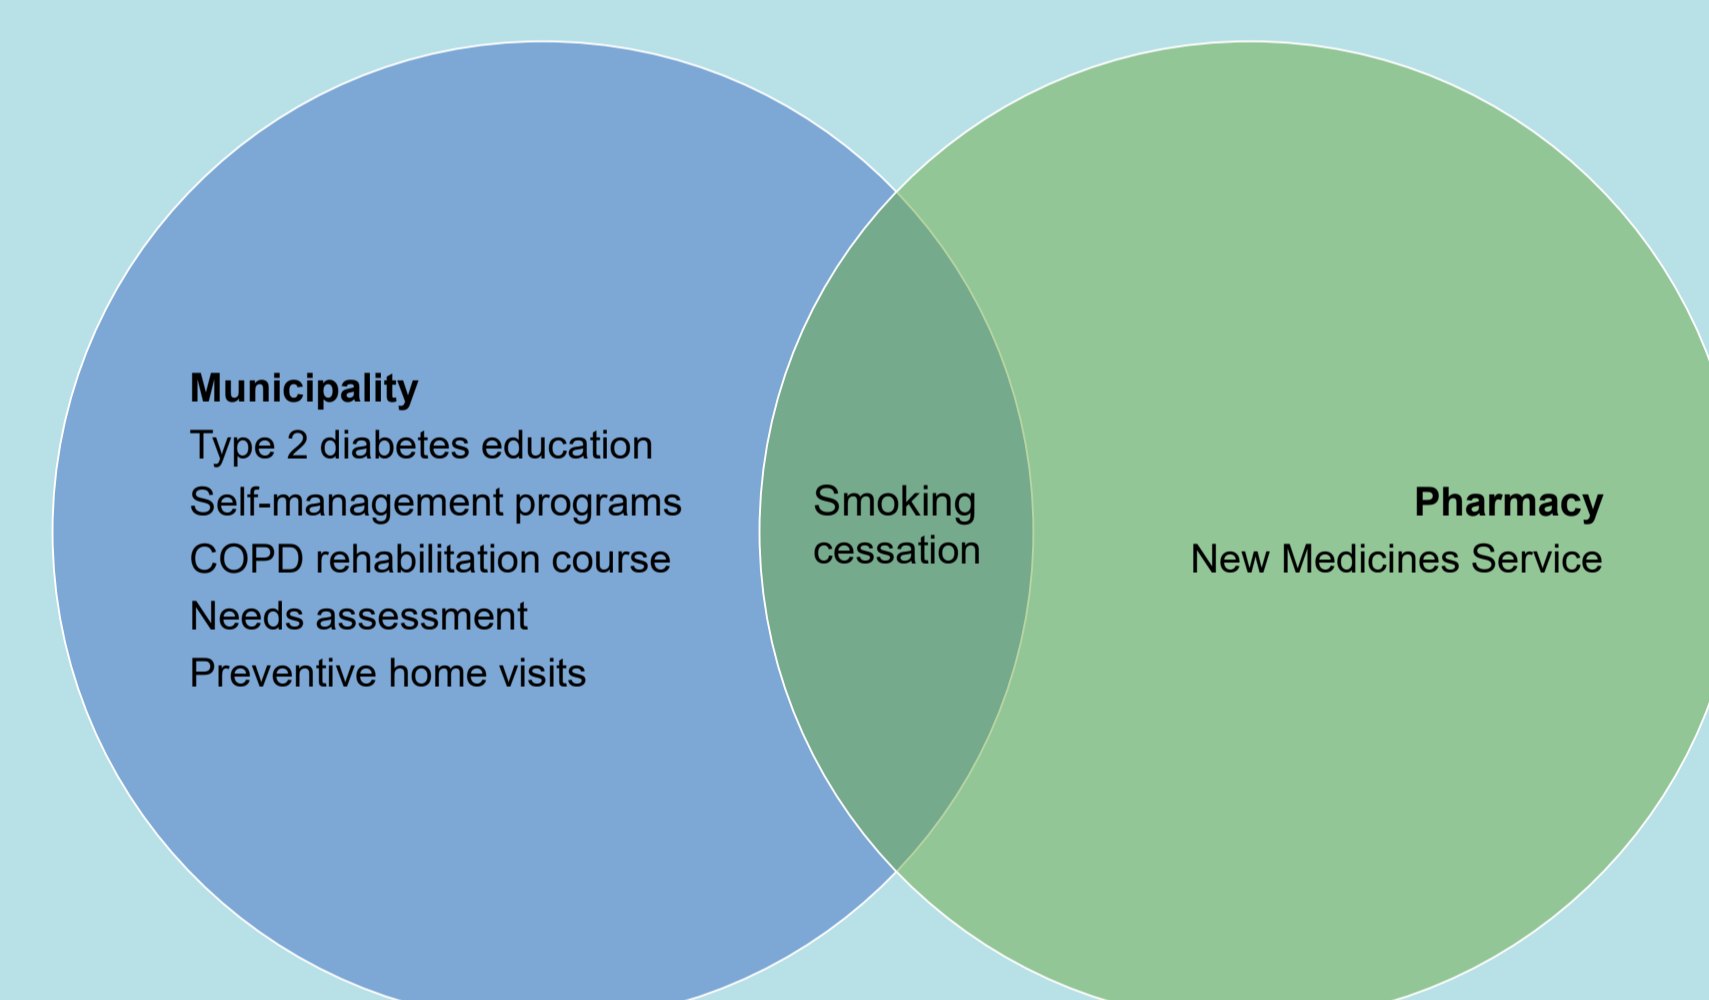 Municipality
Type 2 diabetes education
Self-management programs
COPD rehabilitation course
Needs assessment
Preventive home visits
Smoking
cessation
Pharmacy
New Medicines Service